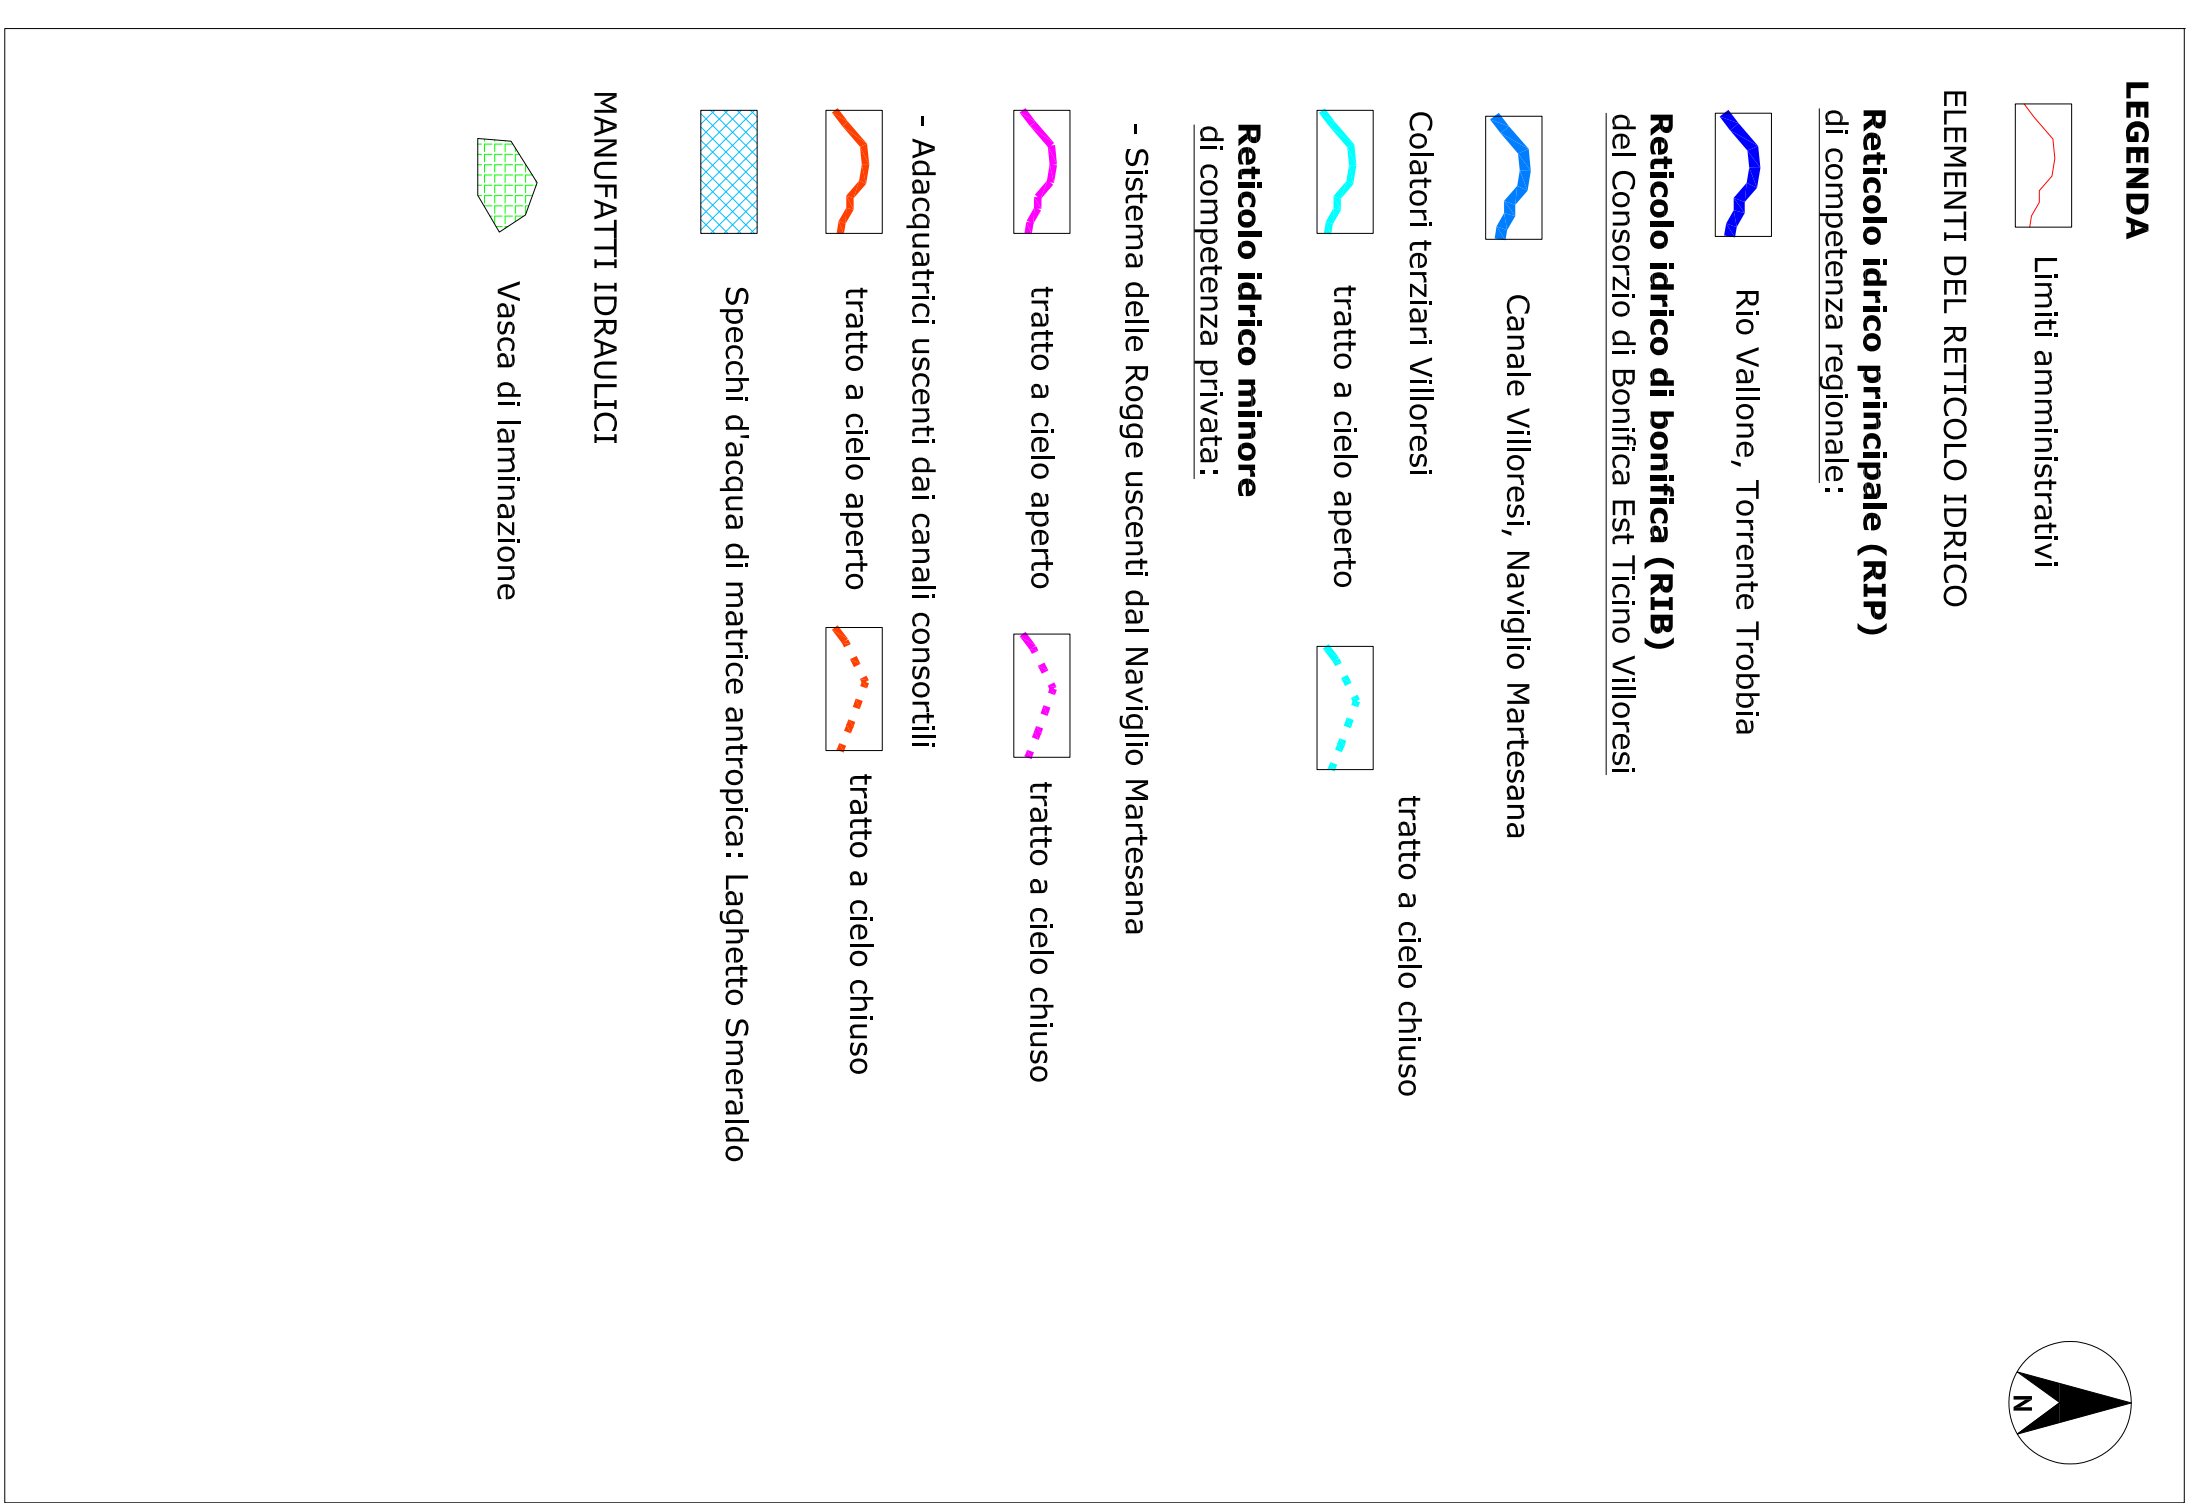 LEGENDA
Limiti amministrativi
ELEMENTI DEL RETICOLO IDRICO
Reticolo idrico principale (RIP)
di competenza regionale:
Rio Vallone, Torrente Trobbia
Reticolo idrico di bonifica (RIB)
del Consorzio di Bonifica Est Ticino Villoresi
Canale Villoresi, Naviglio Martesana
Colatori terziari Villoresi
tratto a cielo aperto
tratto a cielo chiuso
Reticolo idrico minore
di competenza privata:
- Sistema delle Rogge uscenti dal Naviglio Martesana
tratto a cielo aperto
tratto a cielo chiuso
- Adacquatrici uscenti dai canali consortili
tratto a cielo aperto
tratto a cielo chiuso
Specchi d'acqua di matrice antropica: Laghetto Smeraldo
MANUFATTI IDRAULICI
Vasca di laminazione
N